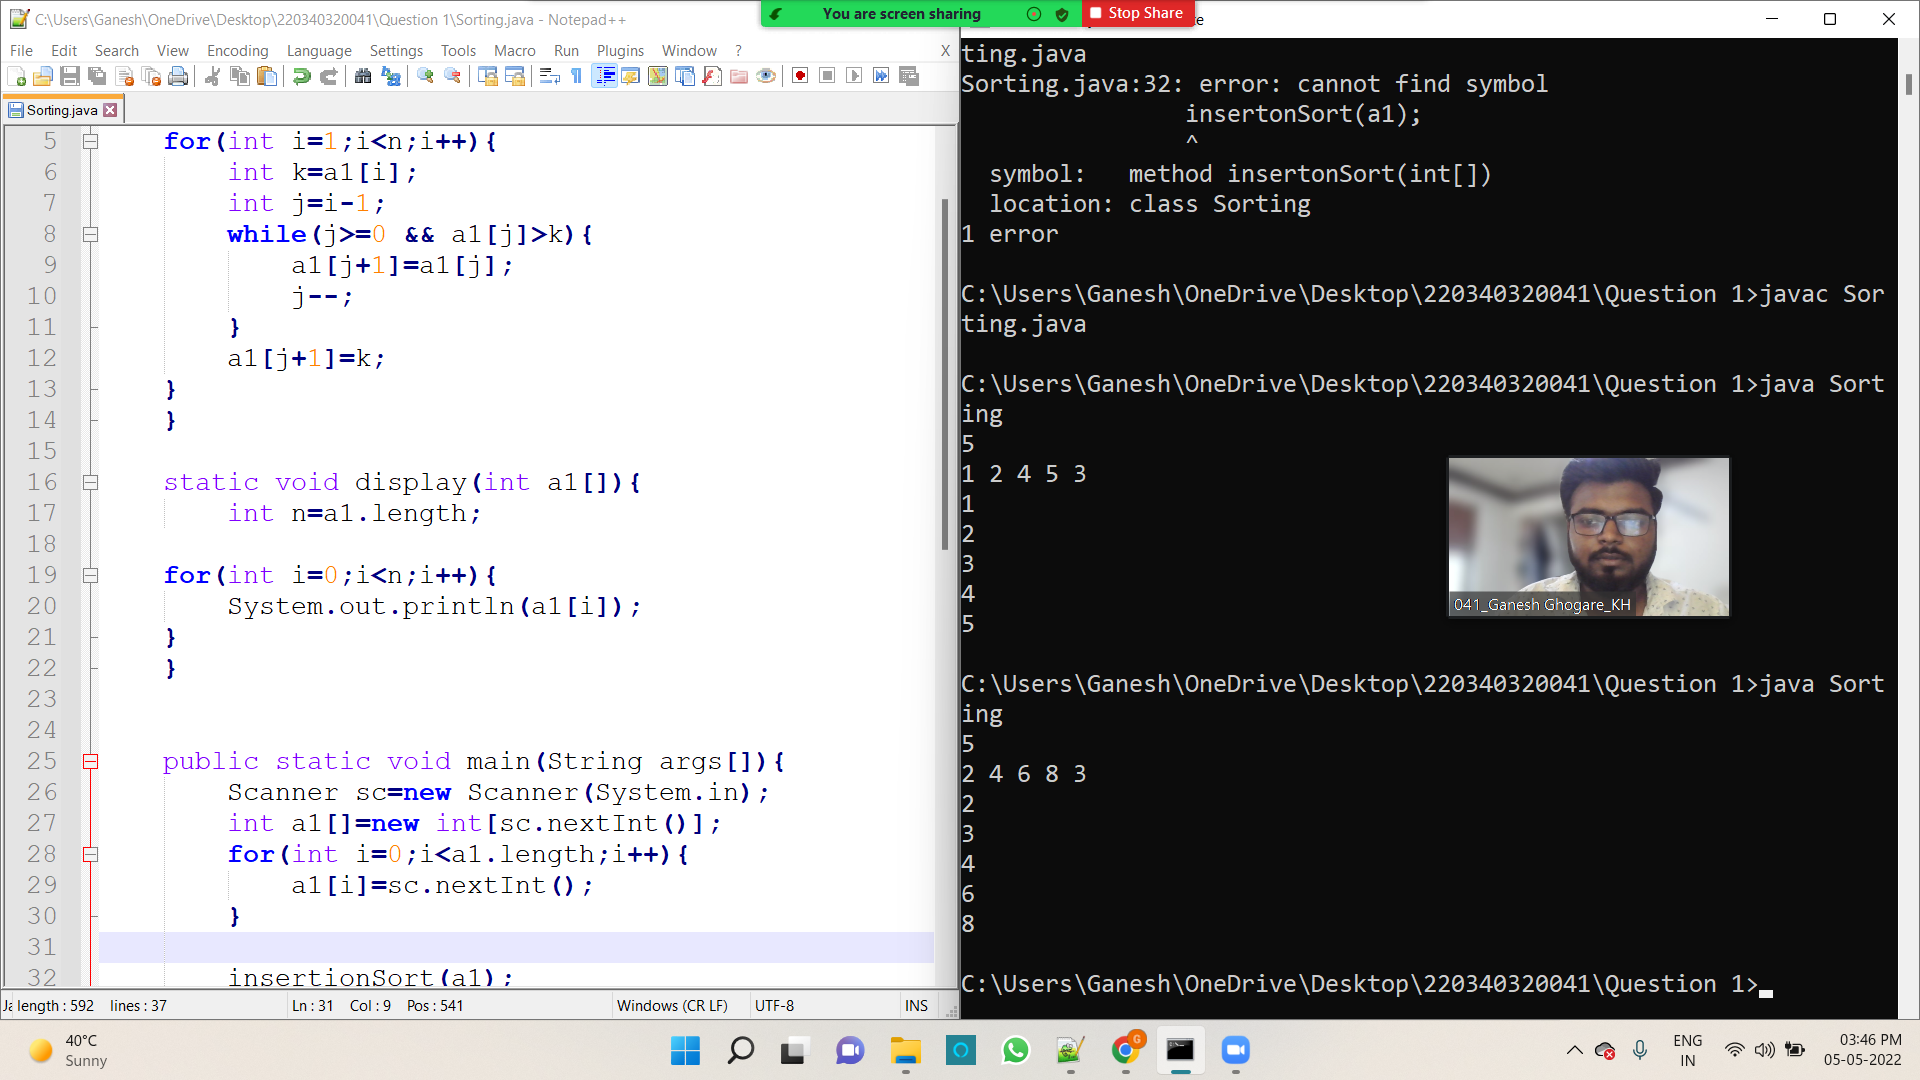 C:\Users\Ganesh\OneDrive\Desktop\220340320041\Question 1\Sorting.java - Notepad++
You are screen sharing
Stop Share
File Edit Search View Encoding Language Settings Tools Macro Run Plugins Window ? X
Sorting.java
5 for(int i=1;i<n;i++){
6 int k=a1[i];
7 int j=i-1;
8 while(j>=0 && a1[j]>k){
9 a1[j+1]=a1[j];
10 j--;
11 }
12 a1[j+1]=k;
13 }
14 }
15
16 static void display(int a1[]){
17 int n=a1.length;
18
19 for(int i=0;i<n;i++){
20 System.out.println(a1[i]);
21 }
22 }
23
24
25 public static void main(String args[]){
26 Scanner sc=new Scanner(System.in);
27 int a1[]=new int[sc.nextInt()];
28 for(int i=0;i<a1.length;i++){
29 a1[i]=sc.nextInt();
30 }
31
32 insertionSort(a1);
length : 592 lines : 37 Ln : 31 Col : 9 Pos : 541 Windows (CR LF) UTF-8 INS
ting.java
Sorting.java:32: error: cannot find symbol
insertonSort(a1);
^
symbol: method insertonSort(int[])
location: class Sorting
1 error
C:\Users\Ganesh\OneDrive\Desktop\220340320041\Question 1>javac Sor
ting.java
C:\Users\Ganesh\OneDrive\Desktop\220340320041\Question 1>java Sort
ing
5
1 2 4 5 3
1
2
3
4
5
C:\Users\Ganesh\OneDrive\Desktop\220340320041\Question 1>java Sort
ing
5
2 4 6 8 3
2
3
4
6
8
C:\Users\Ganesh\OneDrive\Desktop\220340320041\Question 1>
041_Ganesh Ghogare_KH
40°C
Sunny
G
ENG
IN
03:46 PM
05-05-2022